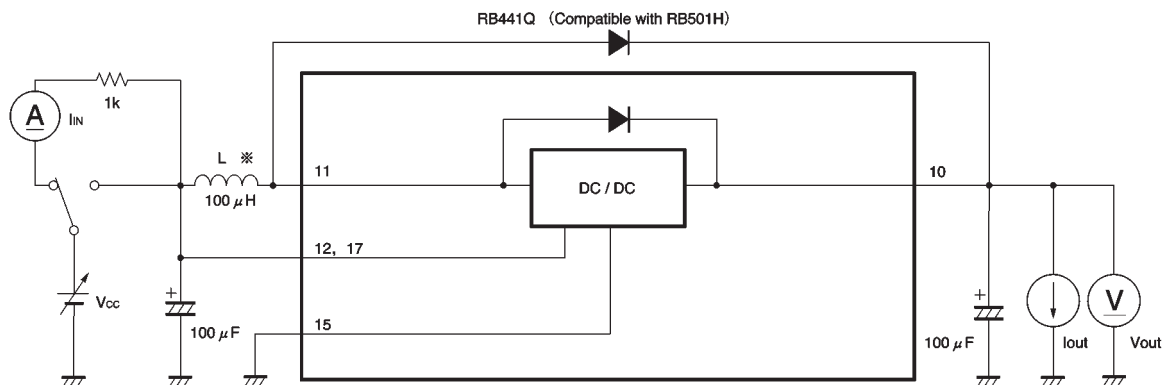 RB441Q (Compatible with RB501H)
1k
A
IIN
L ※
100 μH
11
DC / DC
10
12, 17
+
VCC
100 μF
15
+
100 μF
Iout
V
Vout